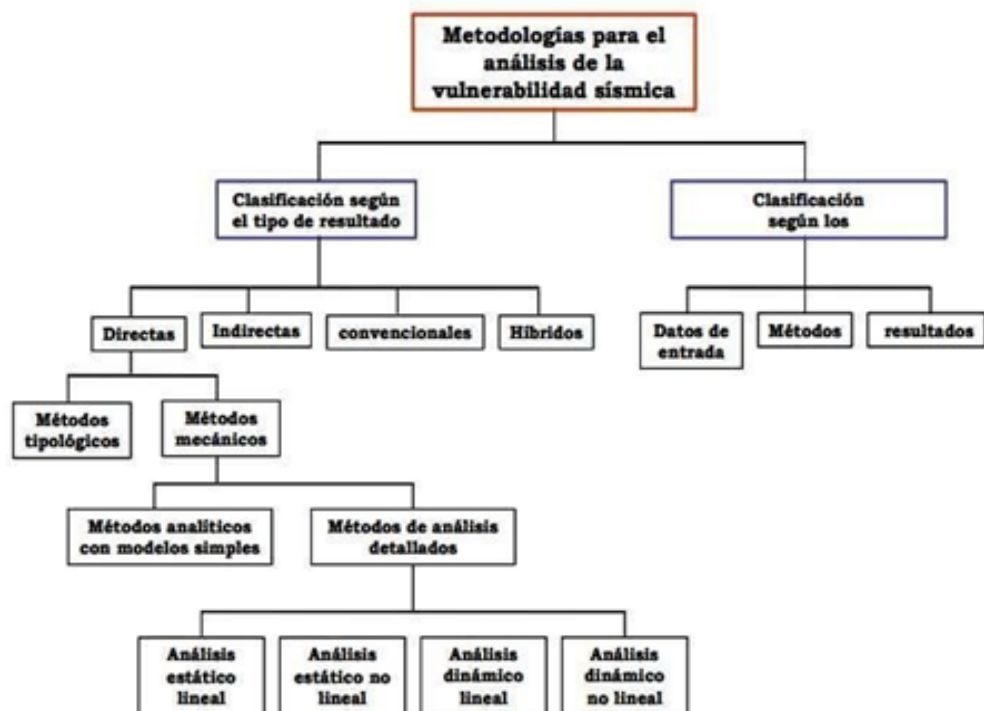 Metodologías para el
análisis de la
vulnerabilidad sísmica
Clasificación según
el tipo de resultado
Clasificación
según los
Directas
Indirectas
convencionales
Híbridos
Datos de
entrada
Métodos
resultados
Métodos
tipológicos
Métodos
mecánicos
Métodos analíticos
con modelos simples
Métodos de análisis
detallados
Análisis
estático
lineal
Análisis
estático no
lineal
Análisis
dinámico
lineal
Análisis
dinámico
no lineal